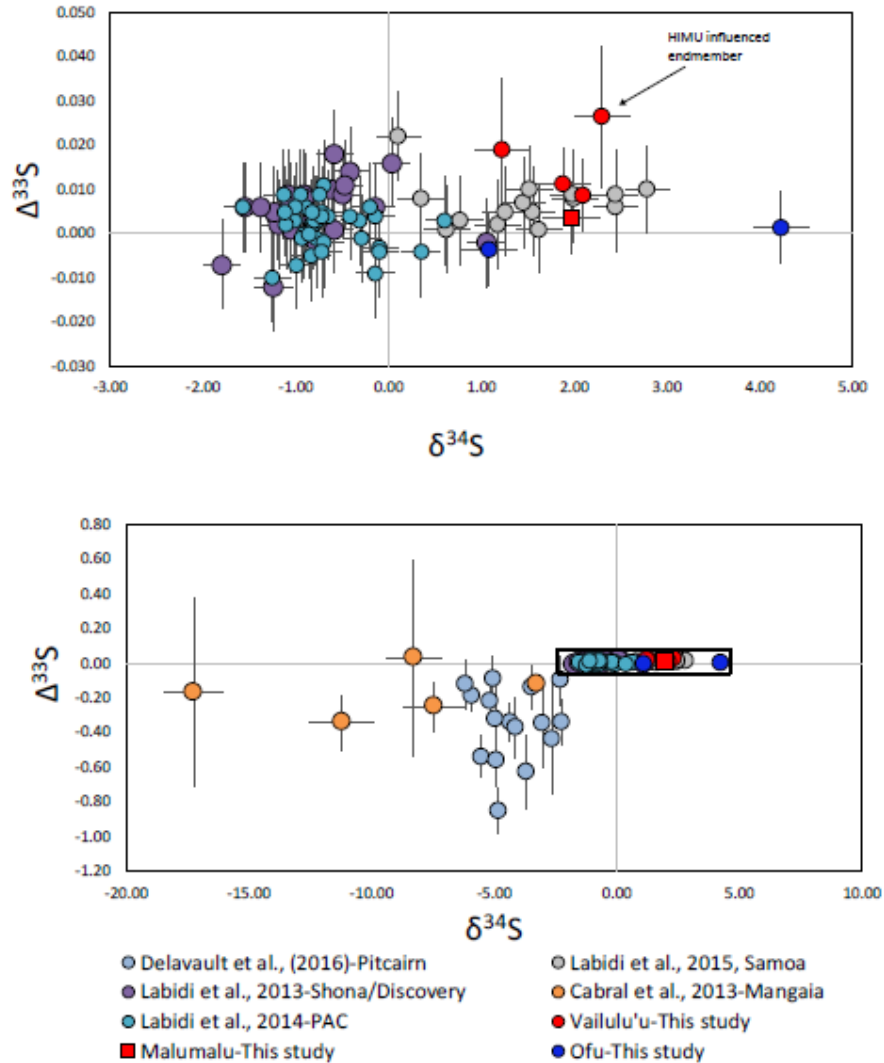 0.050
0.040
0.030
0.020
0.010
0.000
-0.010
-0.020
-0.030
Δ33S
HIMU influenced
endmember
-3.00 -2.00 -1.00 0.00 1.00 2.00 3.00 4.00 5.00
δ34S
0.80
0.60
0.40
0.20
0.00
-0.20
-0.40
-0.60
-0.80
-1.00
-1.20
Δ33S
-20.00 -15.00 -10.00 -5.00 0.00 5.00 10.00
δ34S
Delavault et al., (2016)-Pitcairn
Labidi et al., 2015, Samoa
Labidi et al., 2013-Shona/Discovery
Cabral et al., 2013-Mangaia
Labidi et al., 2014-PAC
Vailulu'u-This study
Malumalu-This study
Ofu-This study